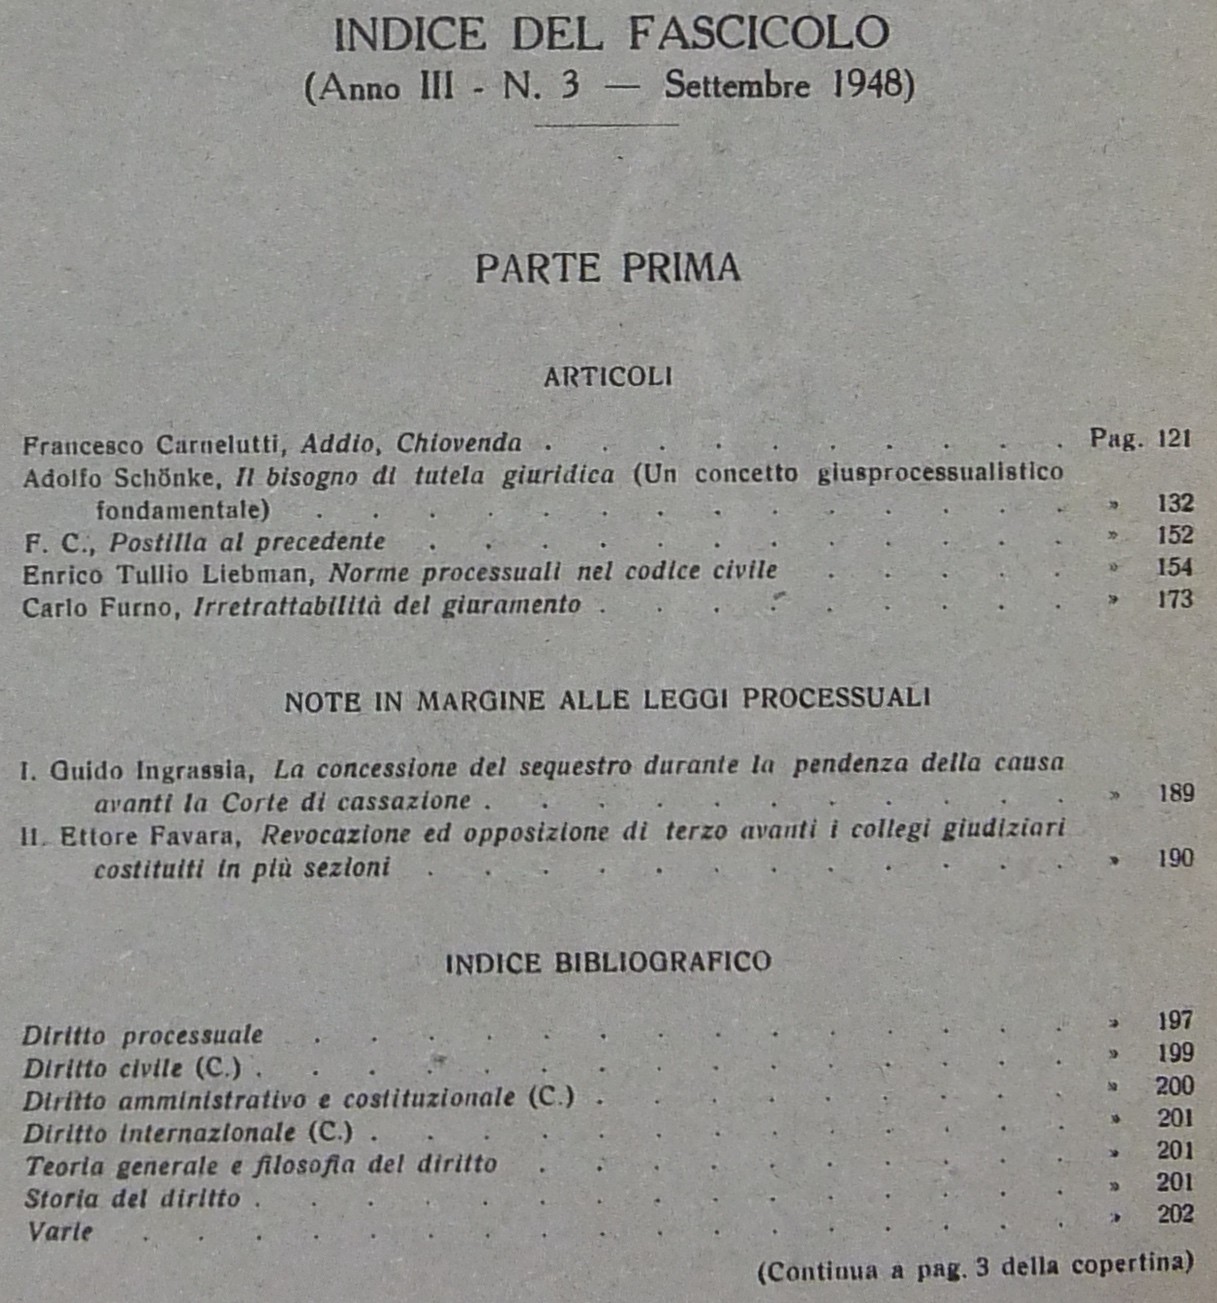 INDICE DEL FASCICOLO
(Anno III - N. 3 — Settembre 1948)
PARTE PRIMA
ARTICOLI
Francesco Carnelutti, Addio, Chiovenda . . . . . . . . . . Pag. 121
Adolfo Schönke, Il bisogno di tutela giuridica (Un concetto giusprocessualistico
fondamentale) . . . . . . . . . . . . . . » 132
F. C., Postilla al precedente . . . . . . . . . . . . » 152
Enrico Tullio Liebman, Norme processuali nel codice civile . . . . . » 154
Carlo Furno, Irretrattabilità del giuramento . . . . . . . . . » 173
NOTE IN MARGINE ALLE LEGGI PROCESSUALI
I. Guido Ingrassia, La concessione del sequestro durante la pendenza della causa
avanti la Corte di cassazione . . . . . . . . . . . » 189
II. Ettore Favara, Revocazione ed opposizione di terzo avanti i collegi giudiziari
costituiti in più sezioni . . . . . . . . . . . . » 190
INDICE BIBLIOGRAFICO
Diritto processuale . . . . . . . . . . . . . . » 197
Diritto civile (C.) . . . . . . . . . . . . . . . » 199
Diritto amministrativo e costituzionale (C.) . . . . . . . . . » 200
Diritto internazionale (C.) . . . . . . . . . . . . . » 201
Teoria generale e filosofia del diritto . . . . . . . . . . » 201
Storia del diritto . . . . . . . . . . . . . . . » 201
Varie . . . . . . . . . . . . . . . . . » 202
(Continua a pag. 3 della copertina)